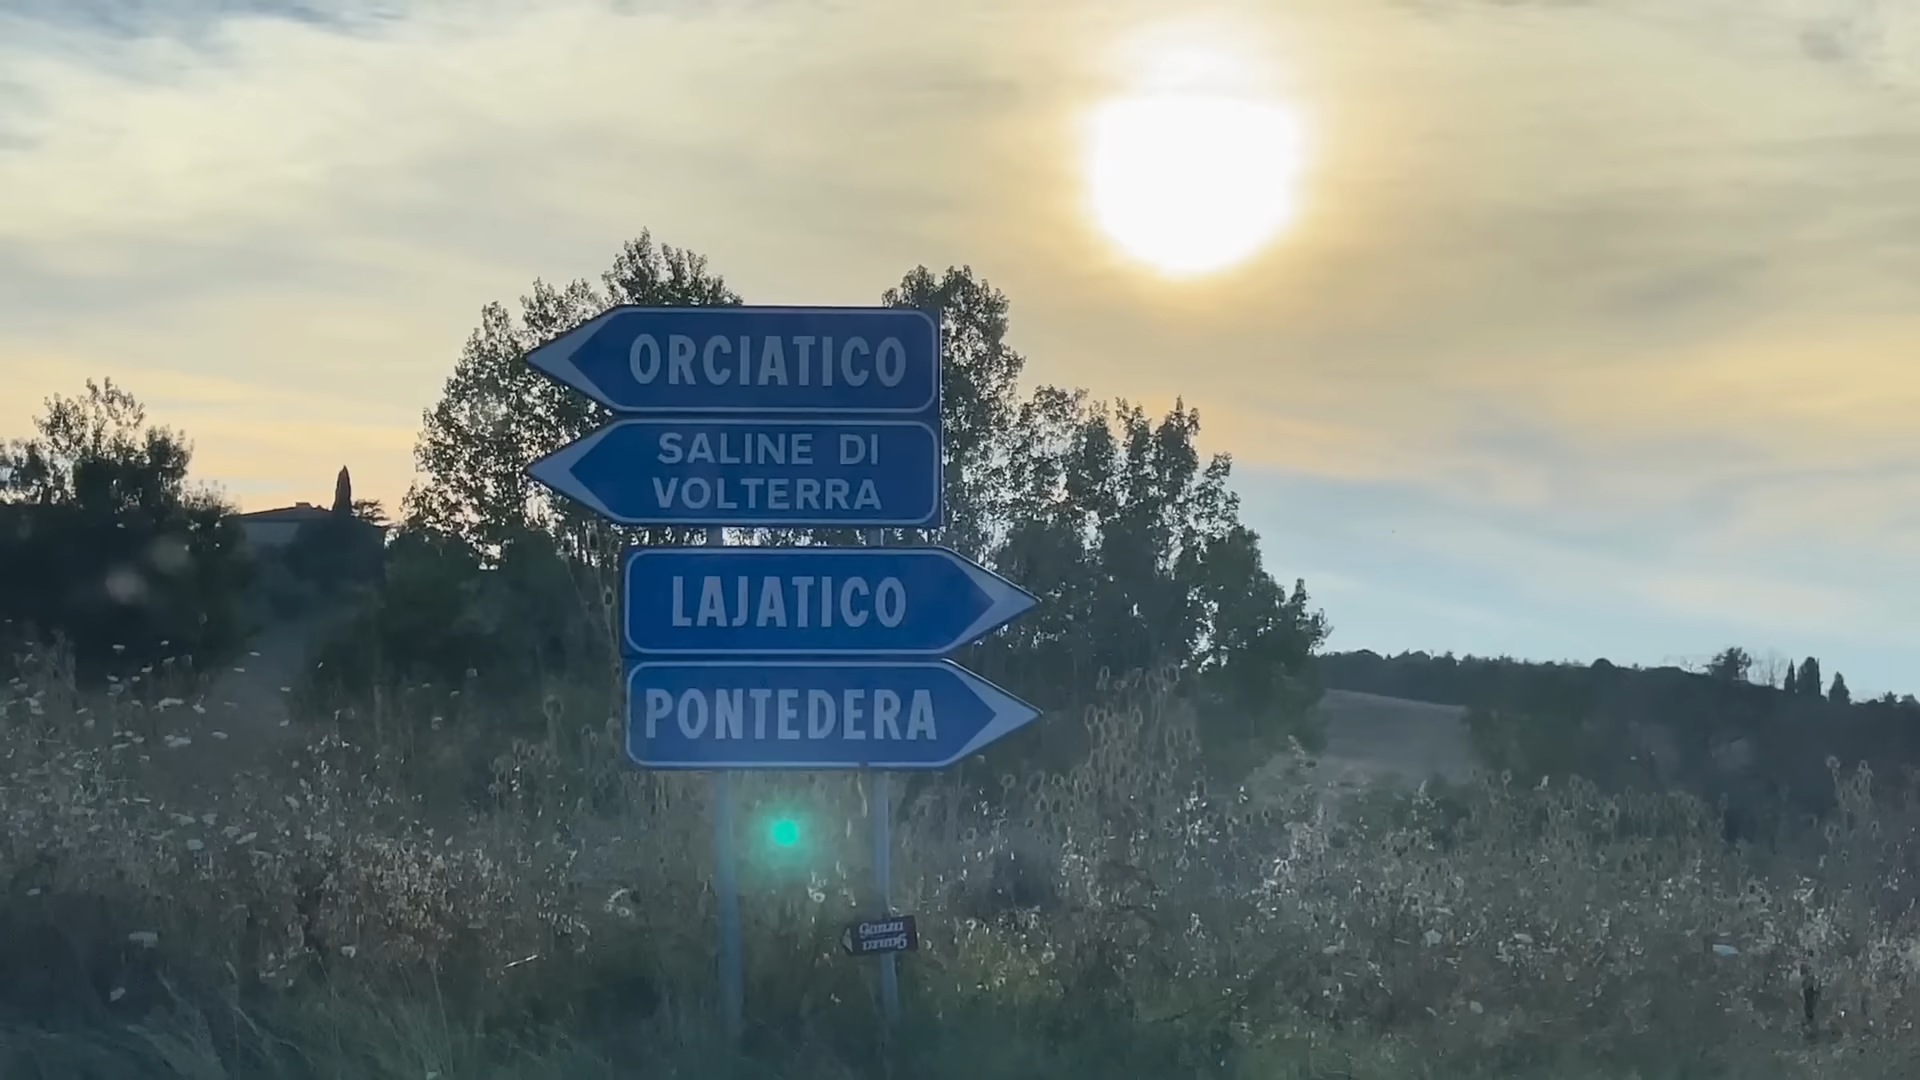 ORCIATICO
SALINE DI
VOLTERRA
LAJATICO
PONTEDERA